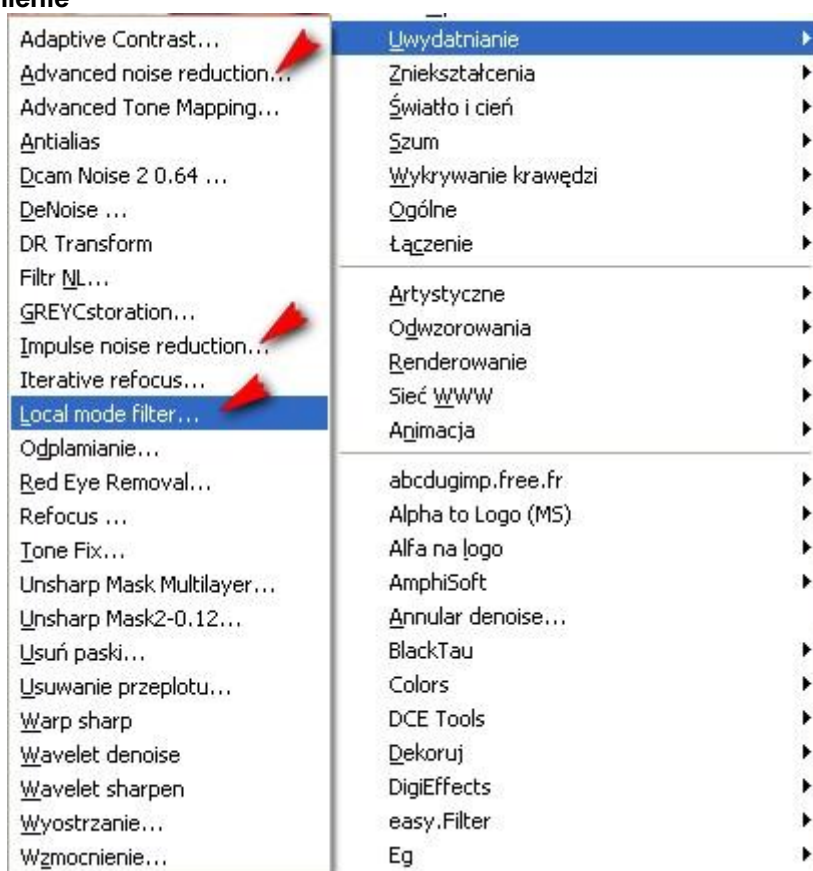 nienie
Adaptive Contrast...
Advanced noise reduction...
Advanced Tone Mapping...
Antialias
Dcam Noise 2 0.64 ...
DeNoise ...
DR Transform
Filtr NL...
GREYCstoration...
Impulse noise reduction...
Iterative refocus...
Local mode filter...
Odplamianie...
Red Eye Removal...
Refocus ...
Tone Fix...
Unsharp Mask Multilayer...
Unsharp Mask2-0.12...
Usuń paski...
Usuwanie przeplotu...
Warp sharp
Wavelet denoise
Wavelet sharpen
Wyostrzanie...
Wzmocnienie...
Uwydatnianie
Zniekształcenia
Światło i cień
Szum
Wykrywanie krawędzi
Ogólne
Łączenie
Artystyczne
Odwzorowania
Renderowanie
Sieć WWW
Animacja
abcdugimp.free.fr
Alpha to Logo (MS)
Alfa na logo
AmphiSoft
Annular denoise...
BlackTau
Colors
DCE Tools
Dekoruj
DigiEffects
easy.Filter
Eg